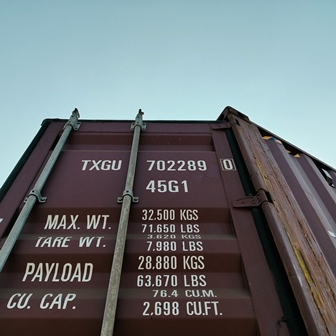 TXGU 702289 0
45G1
MAX. WT. 32.500 KGS
71.650 LBS
TARE WT. 3.620 KGS
7.980 LBS
PAYLOAD 28.880 KGS
63.670 LBS
CU. CAP. 76.4 CU.M.
2,698 CU.FT.